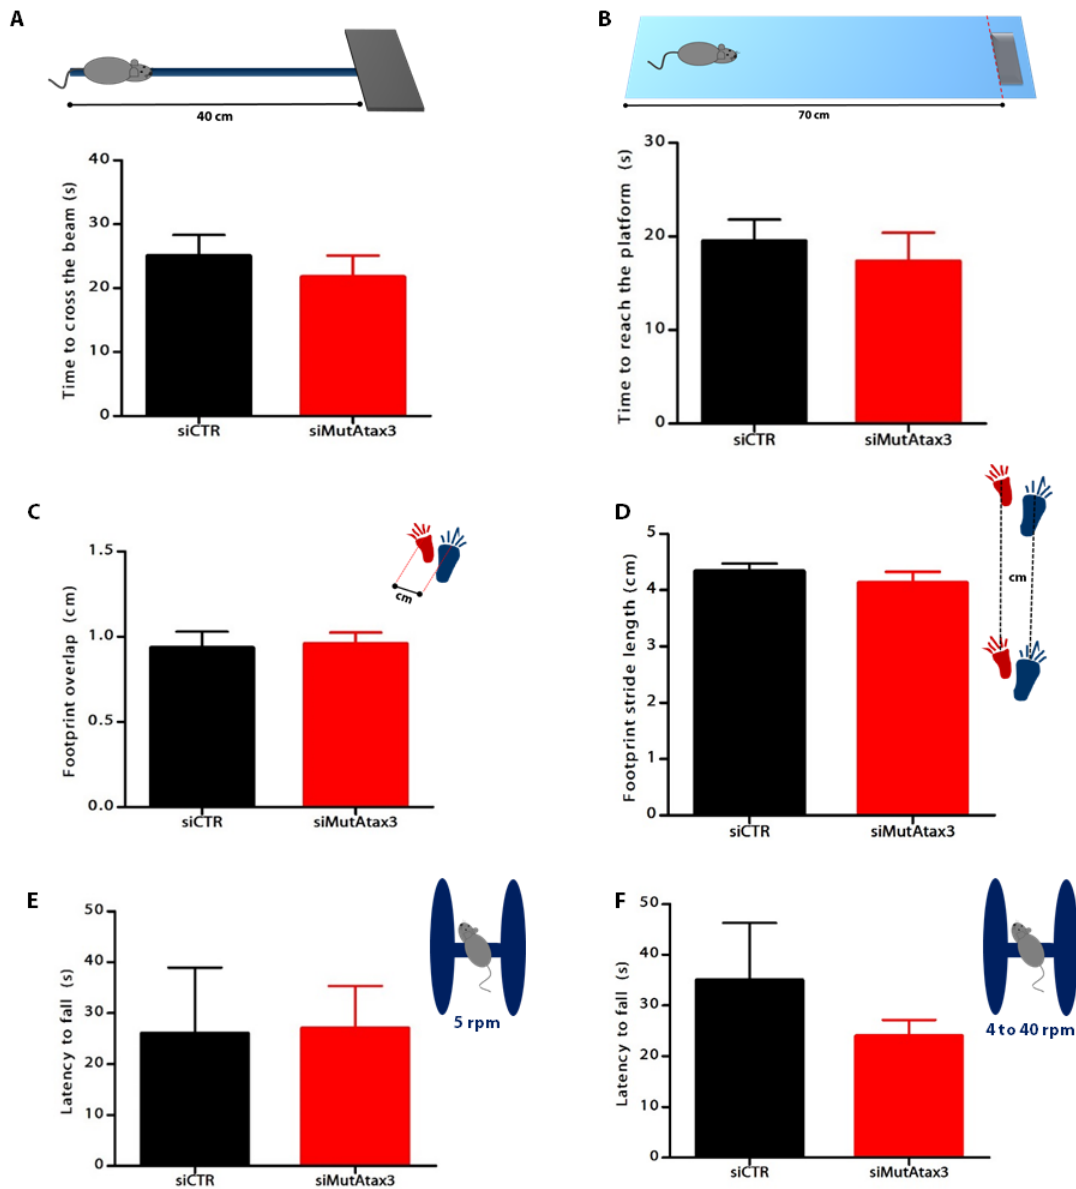 A
40 cm
Time to cross the beam (s)
40
30
20
10
0
siCTR
siMutAtax3
B
70 cm
Time to reach the platform (s)
30
20
10
0
siCTR
siMutAtax3
C
cm
Footprint overlap (cm)
1.5
1.0
0.5
0.0
siCTR
siMutAtax3
D
cm
Footprint stride length (cm)
5
4
3
2
1
0
siCTR
siMutAtax3
E
5 rpm
Latency to fall (s)
50
40
30
20
10
0
siCTR
siMutAtax3
F
4 to 40 rpm
Latency to fall (s)
50
40
30
20
10
0
siCTR
siMutAtax3